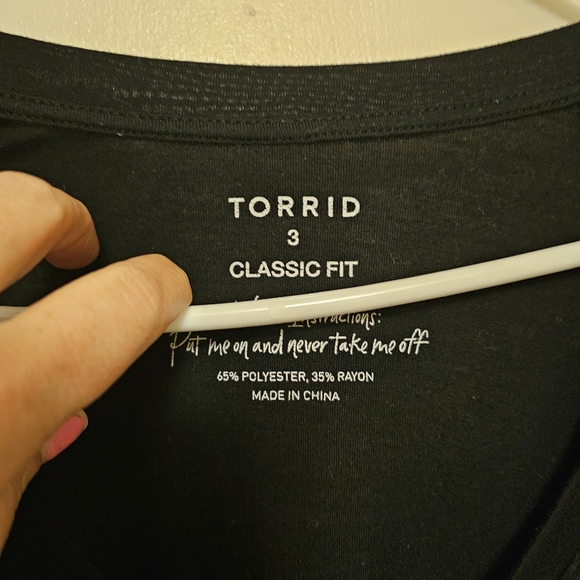 TORRID
3
CLASSIC FIT
Instructions:
Put me on and never take me off
65% POLYESTER, 35% RAYON
MADE IN CHINA